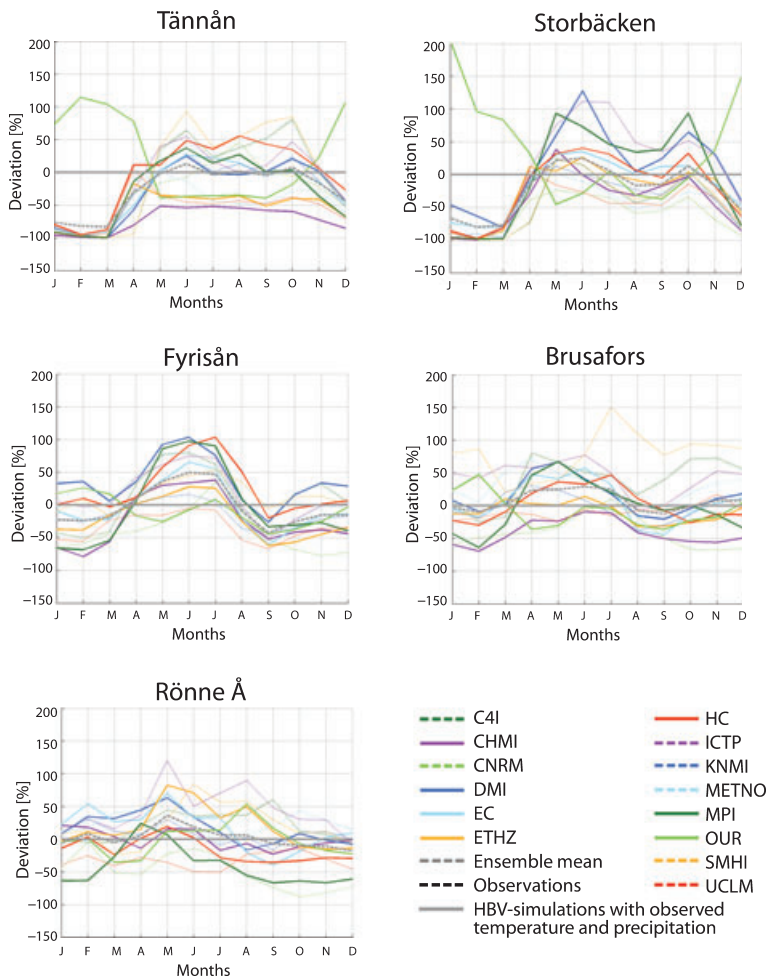 Tännån
200
150
100
50
0
−50
−100
−150
Deviation [%]
J F M A M J J A S O N D
Months
Storbäcken
200
150
100
50
0
−50
−100
−150
Deviation [%]
J F M A M J J A S O N D
Months
Fyrisån
200
150
100
50
0
−50
−100
−150
Deviation [%]
J F M A M J J A S O N D
Months
Brusafors
200
150
100
50
0
−50
−100
−150
Deviation [%]
J F M A M J J A S O N D
Months
Rönne Å
200
150
100
50
0
−50
−100
−150
Deviation [%]
J F M A M J J A S O N D
Months
C4I
CHMI
CNRM
DMI
EC
ETHZ
Ensemble mean
Observations
HBV-simulations with observed
temperature and precipitation
HC
ICTP
KNMI
METNO
MPI
OUR
SMHI
UCLM